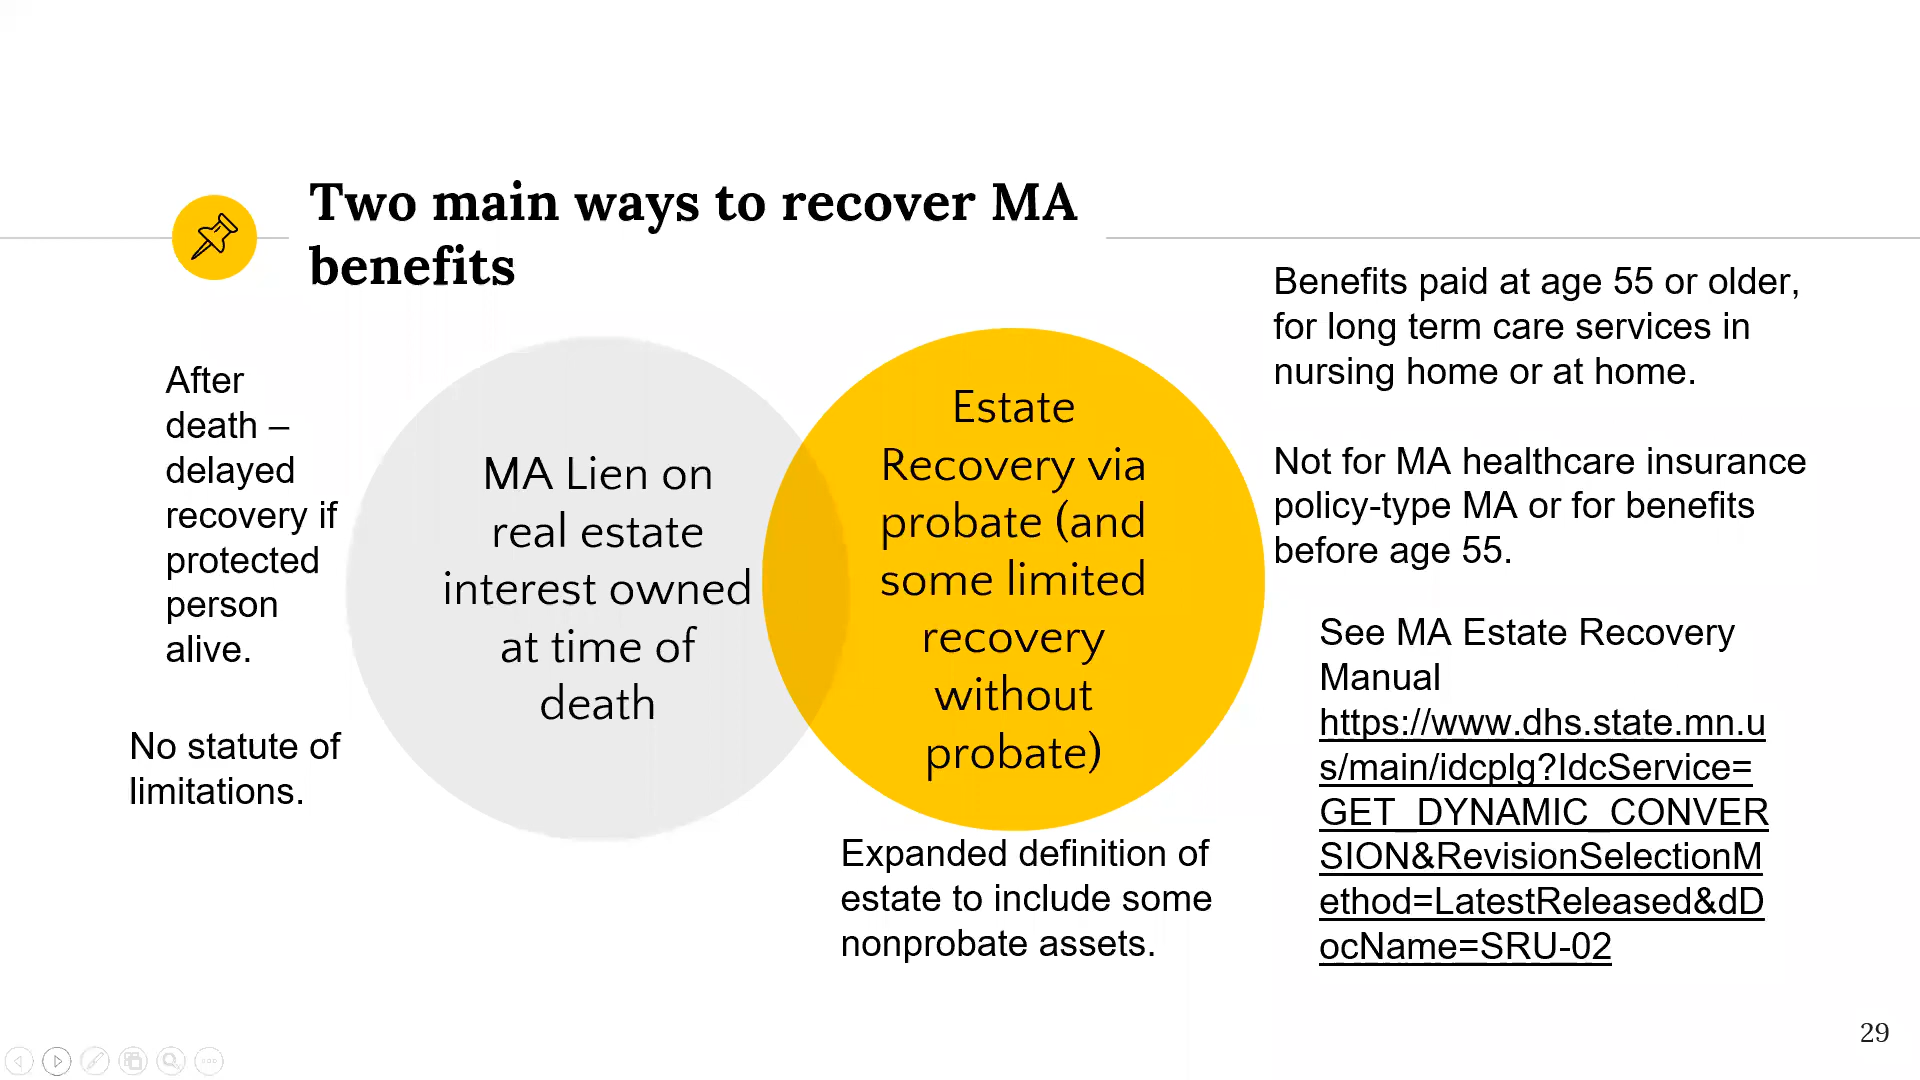 Two main ways to recover MA
benefits
After
death –
delayed
recovery if
protected
person
alive.
No statute of
limitations.
MA Lien on
real estate
interest owned
at time of
death
Estate
Recovery via
probate (and
some limited
recovery
without
probate)
Expanded definition of
estate to include some
nonprobate assets.
Benefits paid at age 55 or older,
for long term care services in
nursing home or at home.
Not for MA healthcare insurance
policy-type MA or for benefits
before age 55.
See MA Estate Recovery
Manual
https://www.dhs.state.mn.u
s/main/idcplg?IdcService=
GET_DYNAMIC_CONVER
SION&RevisionSelectionM
ethod=LatestReleased&dD
ocName=SRU-02
29